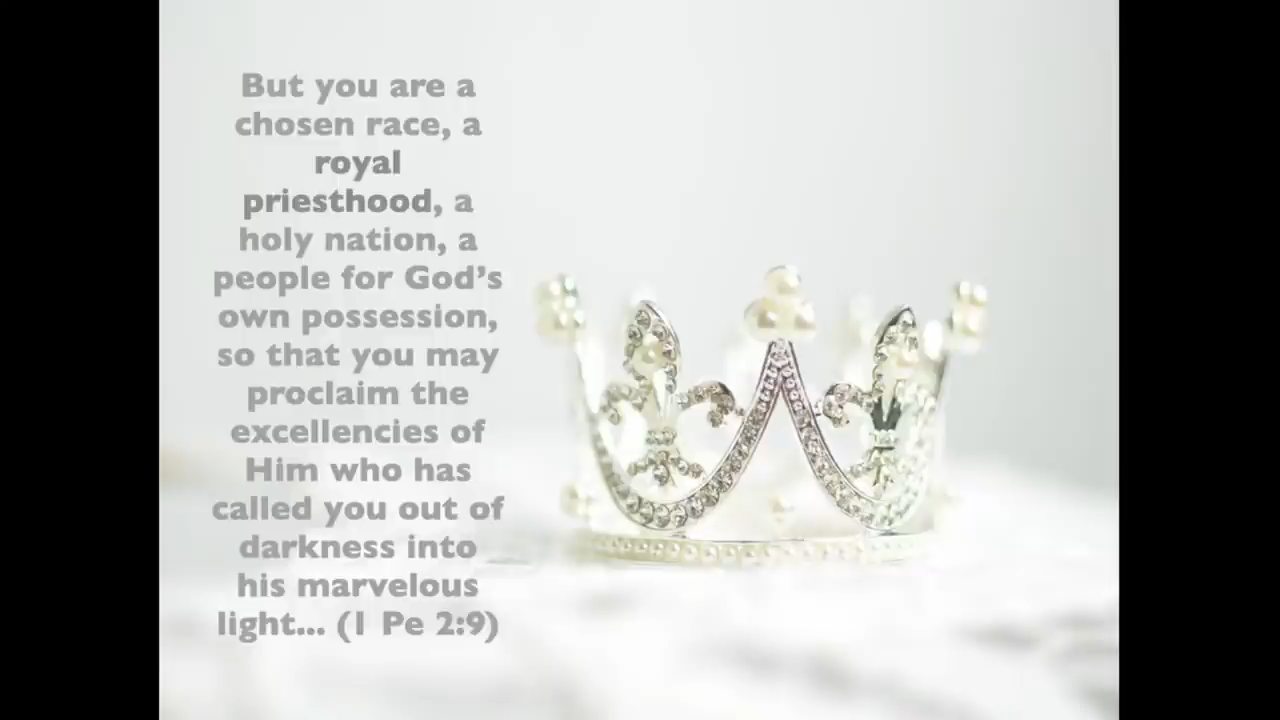 But you are a
chosen race, a
royal
priesthood, a
holy nation, a
people for God's
own possession,
so that you may
proclaim the
excellencies of
Him who has
called you out of
darkness into
his marvelous
light... (1 Pe 2:9)